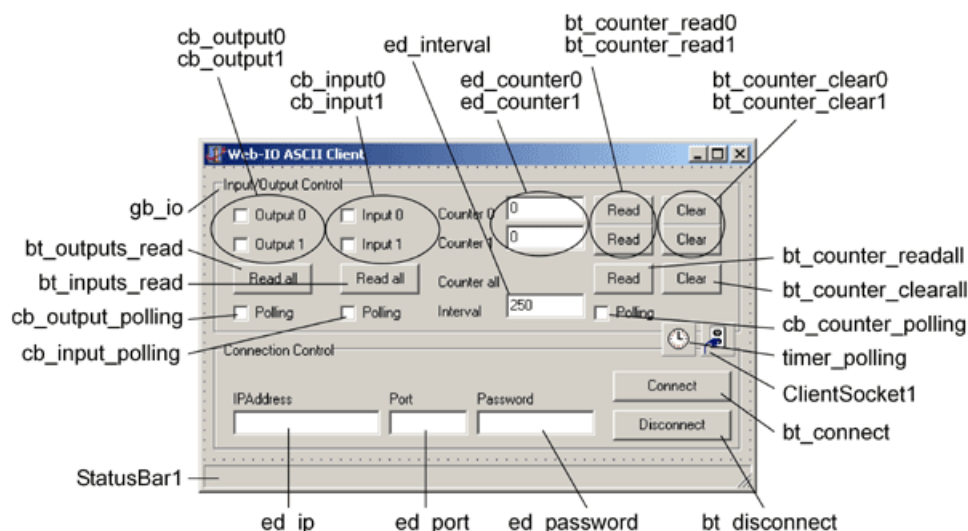 cb_output0
cb_output1
cb_input0
cb_input1
ed_interval
ed_counter0
ed_counter1
bt_counter_read0
bt_counter_read1
bt_counter_clear0
bt_counter_clear1
Web-IO ASCII Client
Input/Output Control
gb_io
Output 0
Input 0
Counter 0
0
Read
Clear
Output 1
Input 1
Counter 1
0
Read
Clear
bt_outputs_read
bt_inputs_read
Read all
Read all
Counter all
Read
Clear
bt_counter_readall
bt_counter_clearall
cb_output_polling
Polling
Polling
Interval
250
Polling
cb_counter_polling
cb_input_polling
Connection Control
timer_polling
ClientSocket1
Connect
bt_connect
IPAddress
Port
Password
Disconnect
StatusBar1
ed_ip
ed_port
ed_password
bt_disconnect